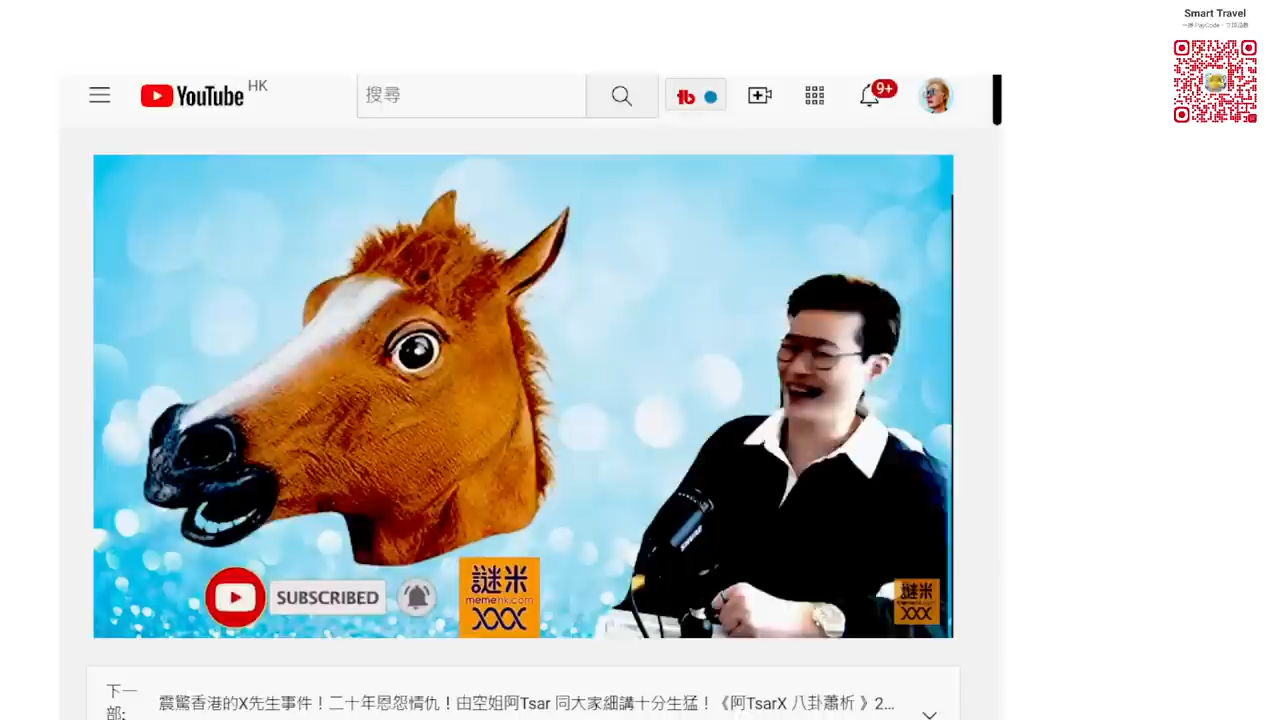 Smart Travel
YouTube HK
搜尋
9+
SUBSCRIBED
謎米
memehk.com
XXX
謎米
memehk.com
XXX
SHURE
下一部:
震驚香港的X先生事件！二十年恩怨情仇！由空姐阿Tsar 同大家細講十分生猛！《阿TsarX 八卦蕭析 》2...